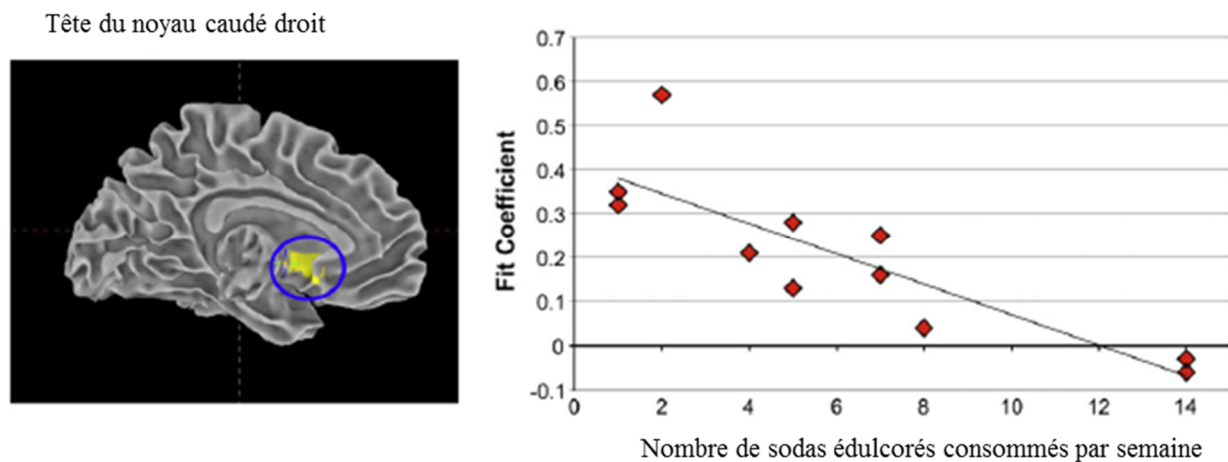 Tête du noyau caudé droit
0.7
0.6
0.5
0.4
0.3
0.2
0.1
0
-0.1
Fit Coefficient
0 2 4 6 8 10 12 14
Nombre de sodas édulcorés consommés par semaine